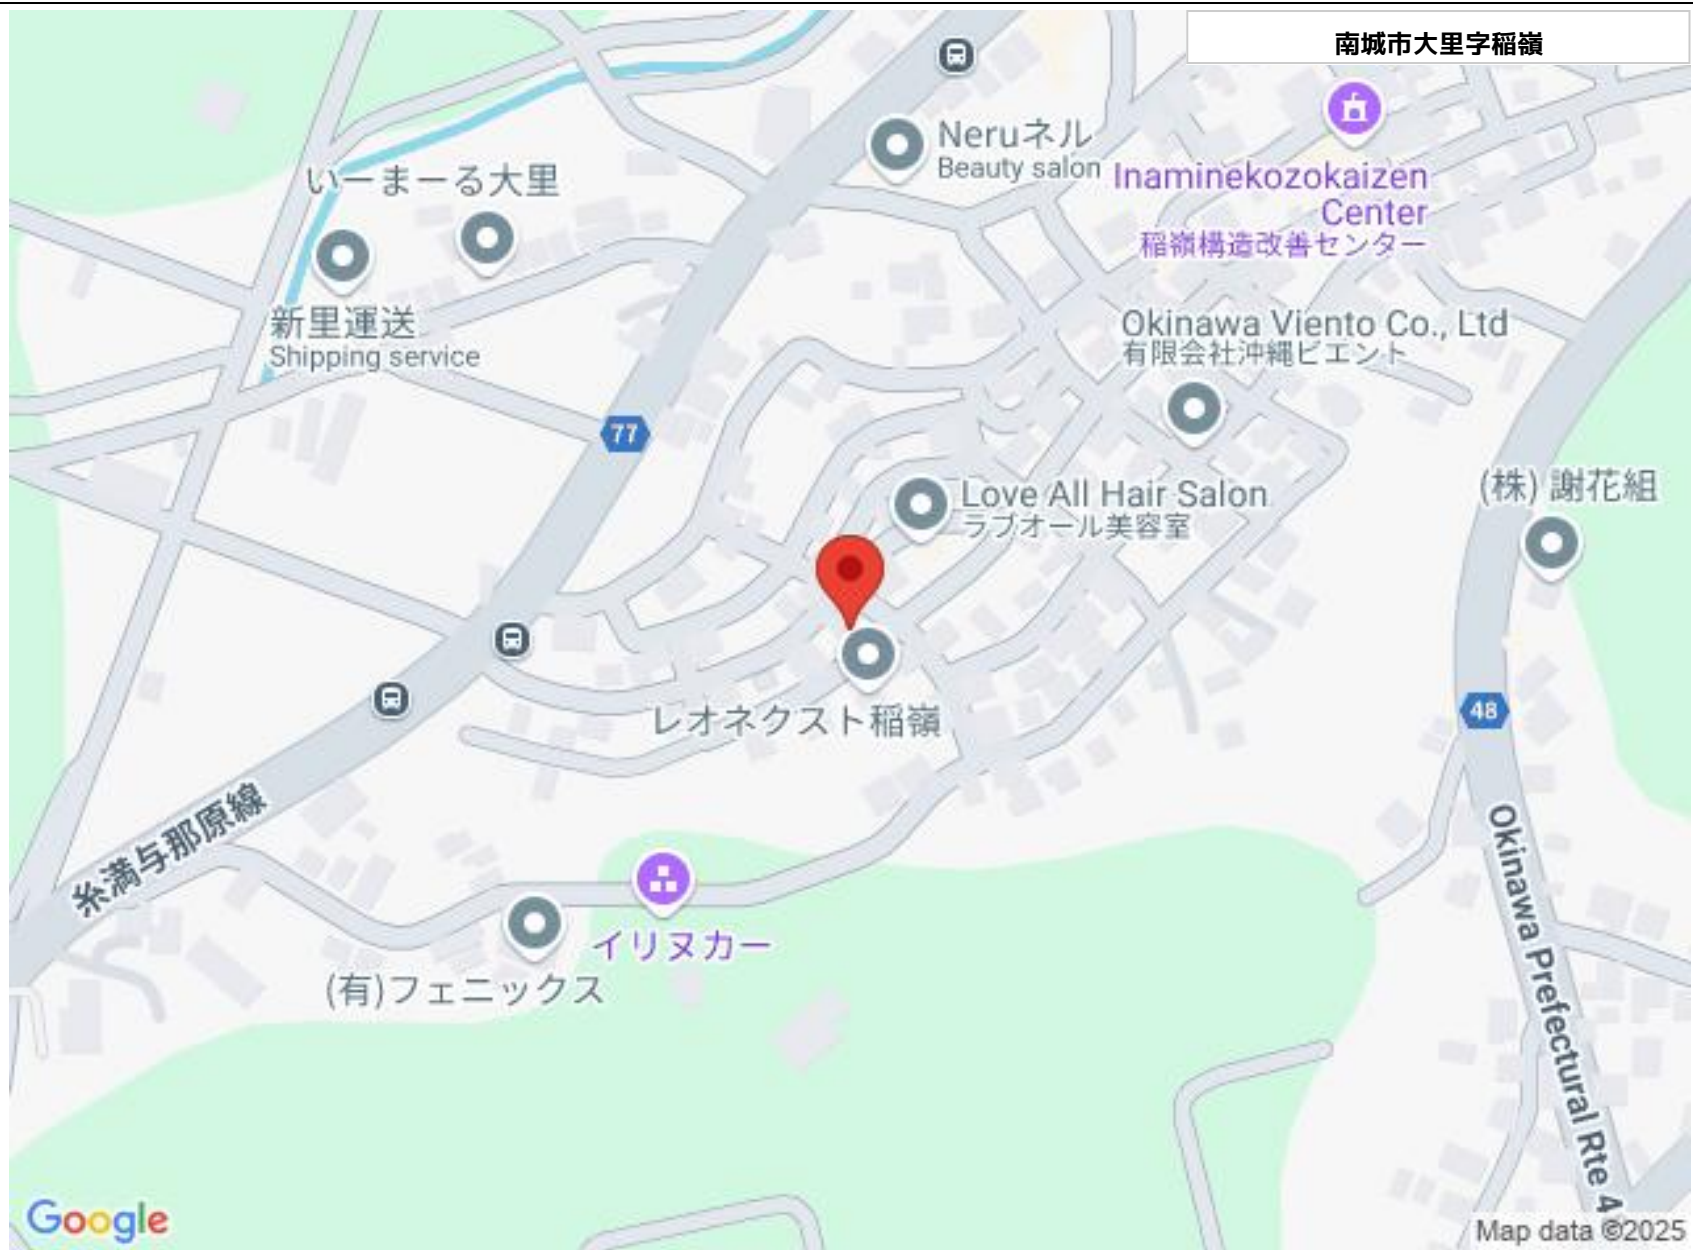 南城市大里字稲嶺
Neruネル
Beauty salon
Inaminekozokaizen
Center
稲嶺構造改善センター
いーまーる大里
新里運送
Shipping service
Okinawa Viento Co., Ltd
有限会社沖縄ビエント
77
Love All Hair Salon
ラブオール美容室
(株) 謝花組
レオネクスト稲嶺
48
糸満与那原線
イリヌカー
(有)フェニックス
Okinawa Prefectural Rte 4
Google
Map data ©2025